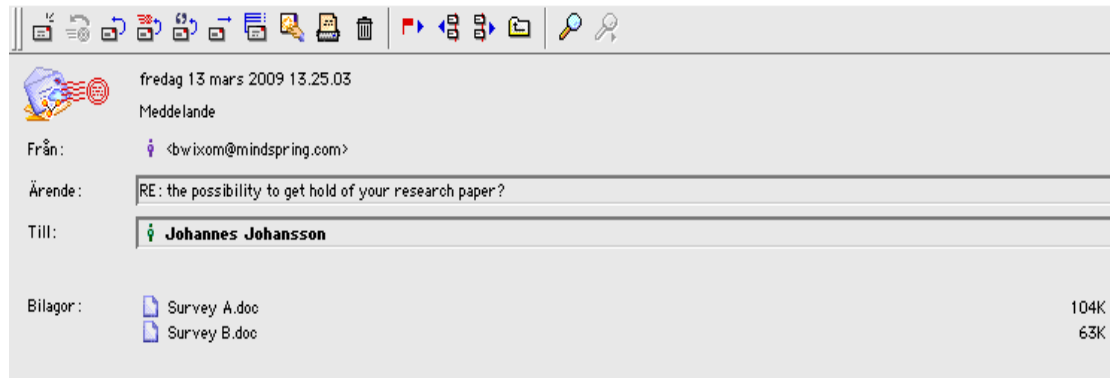 fredag 13 mars 2009 13.25.03
Meddelande
Från: <bwixom@mindspring.com>
Ärende: RE: the possibility to get hold of your research paper?
Till: Johannes Johansson
Bilagor: Survey A.doc 104K
Survey B.doc 63K